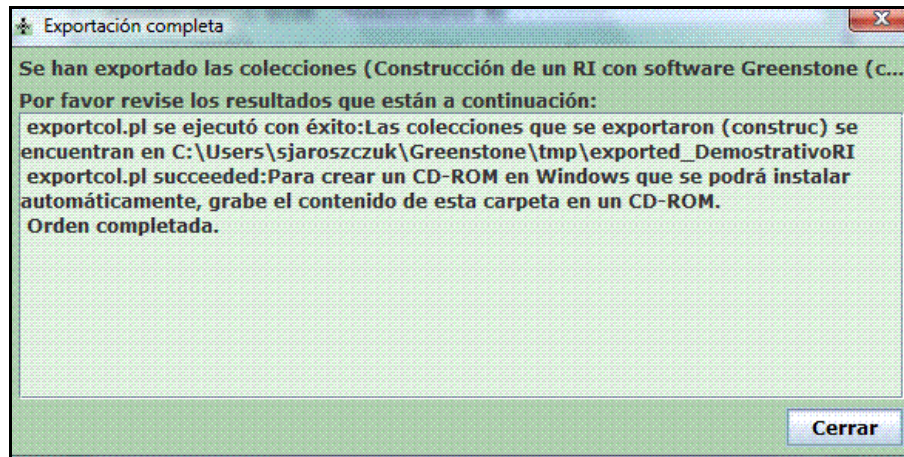 Exportación completa
Se han exportado las colecciones (Construcción de un RI con software Greenstone (c...
Por favor revise los resultados que están a continuación:
exportcol.pl se ejecutó con éxito:Las colecciones que se exportaron (construc) se
encuentran en C:\Users\sjaroszczuk\Greenstone\tmp\exported_DemostrativoRI
exportcol.pl succeeded:Para crear un CD-ROM en Windows que se podrá instalar
automáticamente, grabe el contenido de esta carpeta en un CD-ROM.
Orden completada.
Cerrar